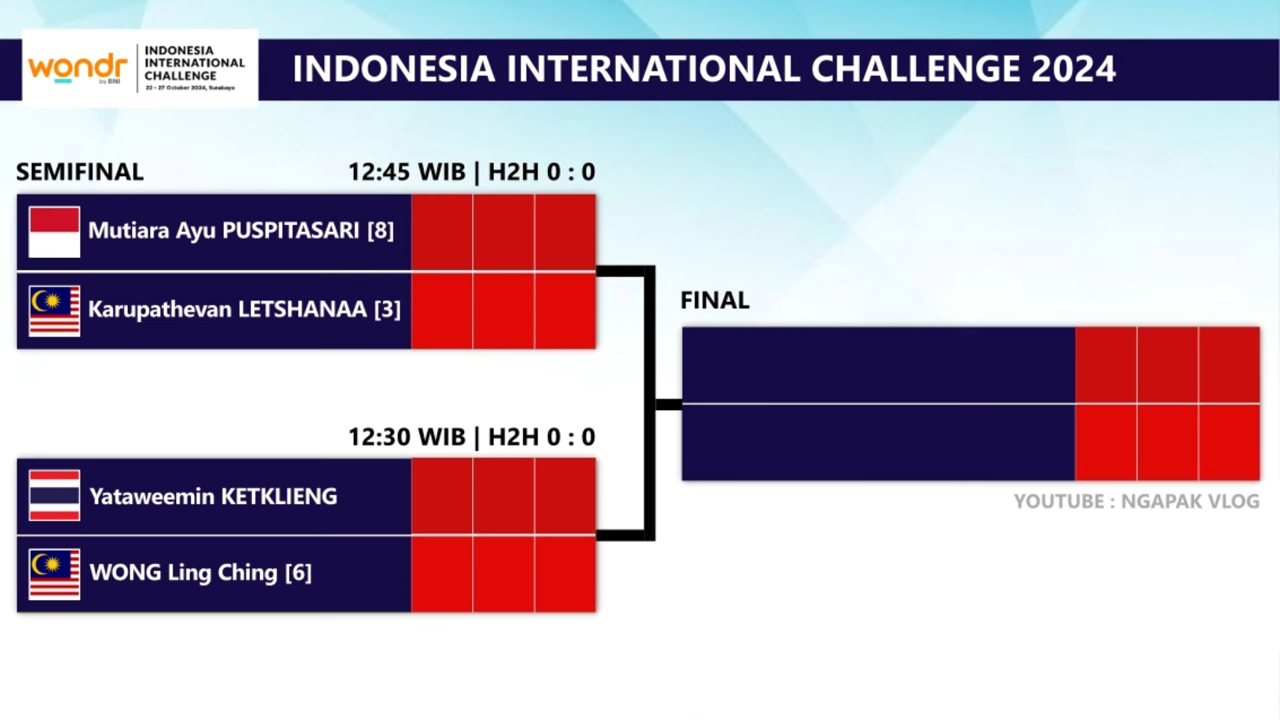 wondr
by BNI
INDONESIA
INTERNATIONAL
CHALLENGE
22 - 27 October 2024, Surabaya
INDONESIA INTERNATIONAL CHALLENGE 2024
SEMIFINAL
12:45 WIB | H2H 0 : 0
Mutiara Ayu PUSPITASARI [8]
Karupathevan LETSHANAA [3]
FINAL
12:30 WIB | H2H 0 : 0
Yataweemin KETKLIENG
WONG Ling Ching [6]
YOUTUBE : NGAPAK VLOG